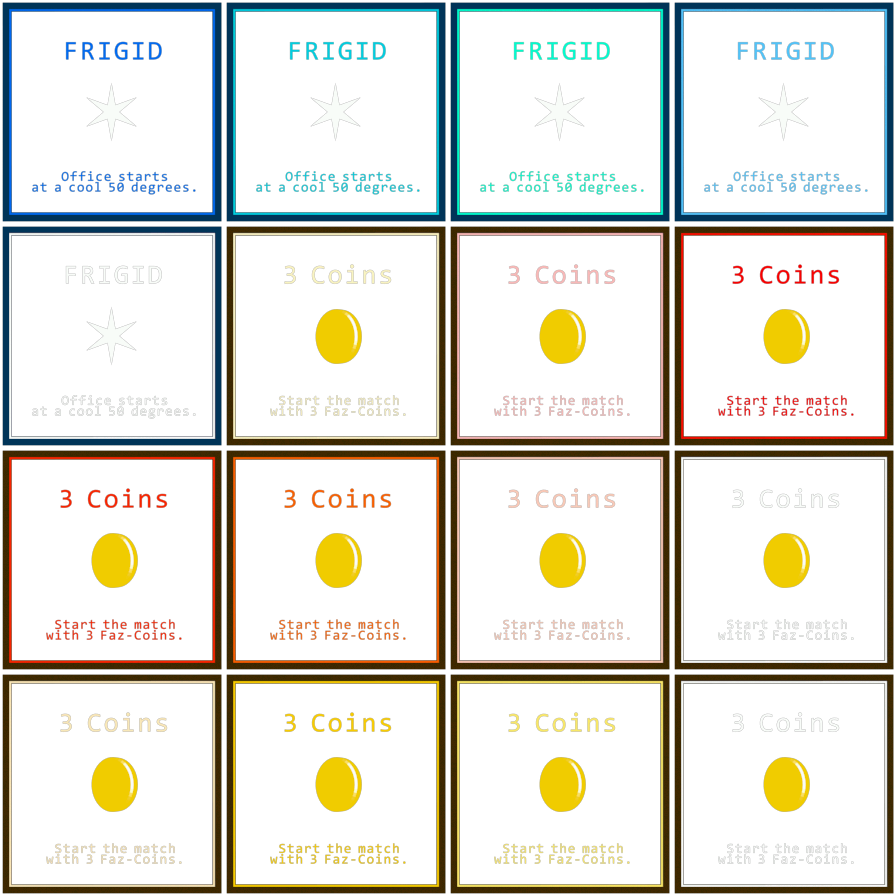 FRIGID FRIGID FRIGID FRIGID
Office starts Office starts Office starts Office starts
at a cool 50 degrees. at a cool 50 degrees. at a cool 50 degrees. at a cool 50 degrees.
FRIGID 3 Coins 3 Coins 3 Coins
Office starts Start the match Start the match Start the match
at a cool 50 degrees. with 3 Faz-Coins. with 3 Faz-Coins. with 3 Faz-Coins.
3 Coins 3 Coins 3 Coins 3 Coins
Start the match Start the match Start the match Start the match
with 3 Faz-Coins. with 3 Faz-Coins. with 3 Faz-Coins. with 3 Faz-Coins.
3 Coins 3 Coins 3 Coins 3 Coins
Start the match Start the match Start the match Start the match
with 3 Faz-Coins. with 3 Faz-Coins. with 3 Faz-Coins. with 3 Faz-Coins.